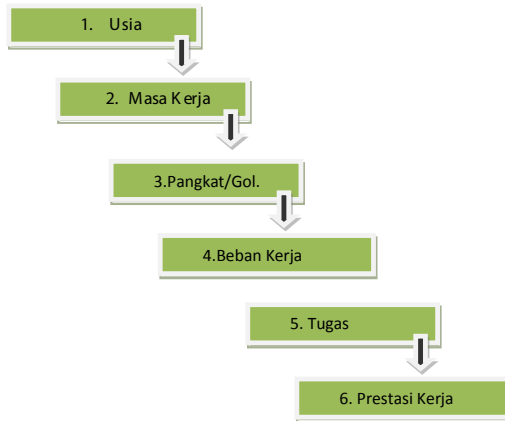 1. Usia
2. Masa Kerja
3.Pangkat/Gol.
4.Beban Kerja
5. Tugas
6. Prestasi Kerja